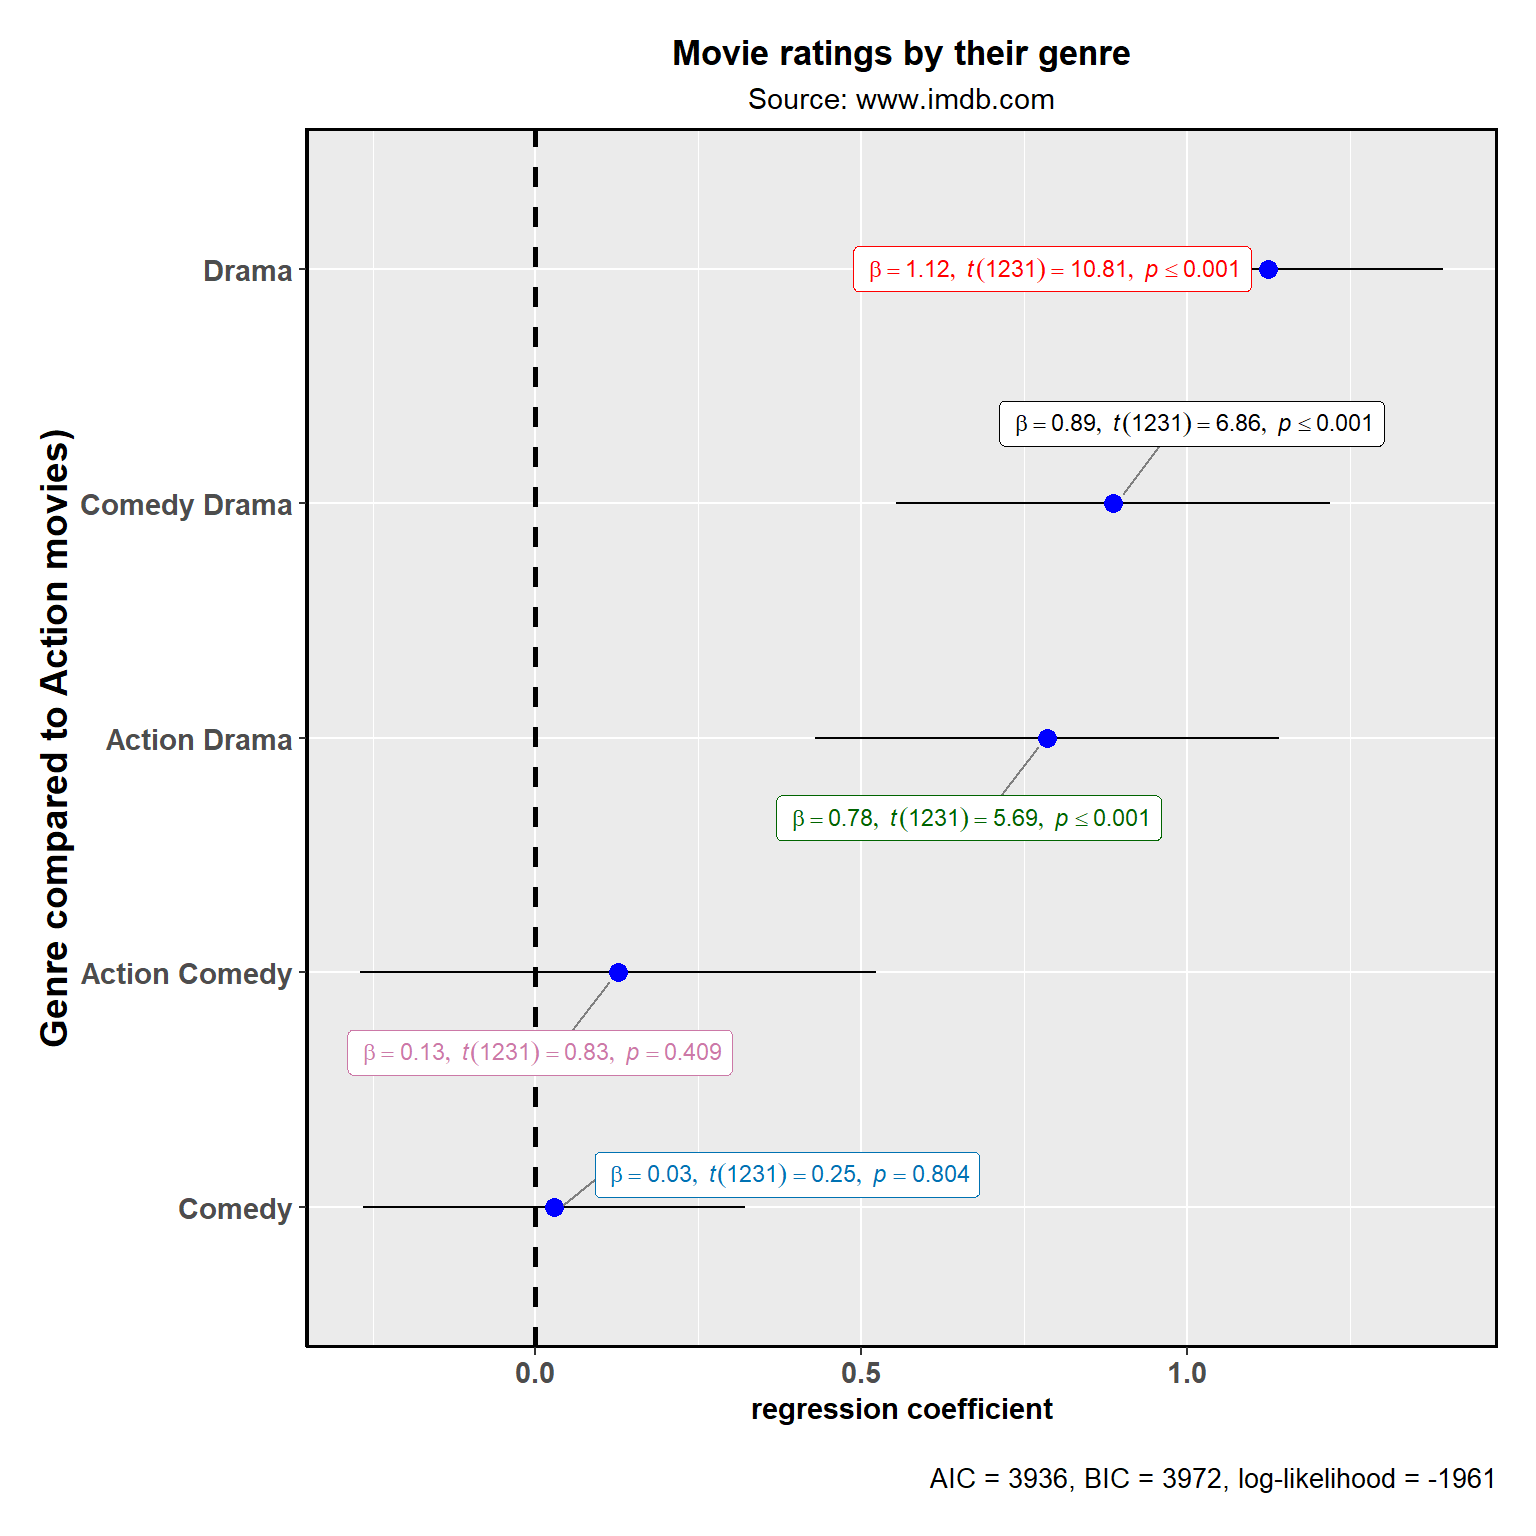 Movie ratings by their genre
Source: www.imdb.com
Genre compared to Action movies)
Drama
β = 1.12, t(1231) = 10.81, p ≤ 0.001
β = 0.89, t(1231) = 6.86, p ≤ 0.001
Comedy Drama
Action Drama
β = 0.78, t(1231) = 5.69, p ≤ 0.001
Action Comedy
β = 0.13, t(1231) = 0.83, p = 0.409
β = 0.03, t(1231) = 0.25, p = 0.804
Comedy
0.0 0.5 1.0
regression coefficient
AIC = 3936, BIC = 3972, log-likelihood = -1961